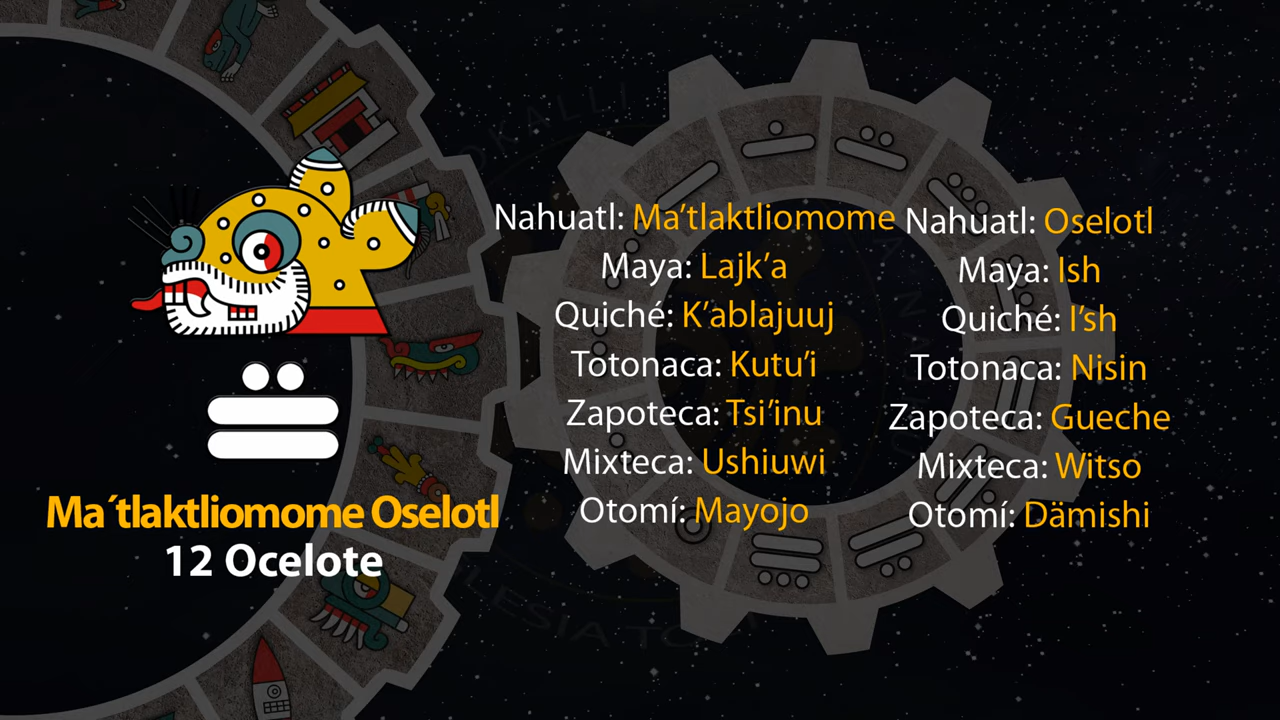 Nahuatl: Ma’tlaktliomome
Maya: Lajk’a
Quiché: K’ablajuuj
Totonaca: Kutu’i
Zapoteca: Tsi’inu
Mixteca: Ushiuwi
Otomí: Mayojo
Nahuatl: Oselotl
Maya: Ish
Quiché: I’sh
Totonaca: Nisin
Zapoteca: Gueche
Mixteca: Witso
Otomí: Dämishi
Ma´tlaktliomome Oselotl
12 Ocelote